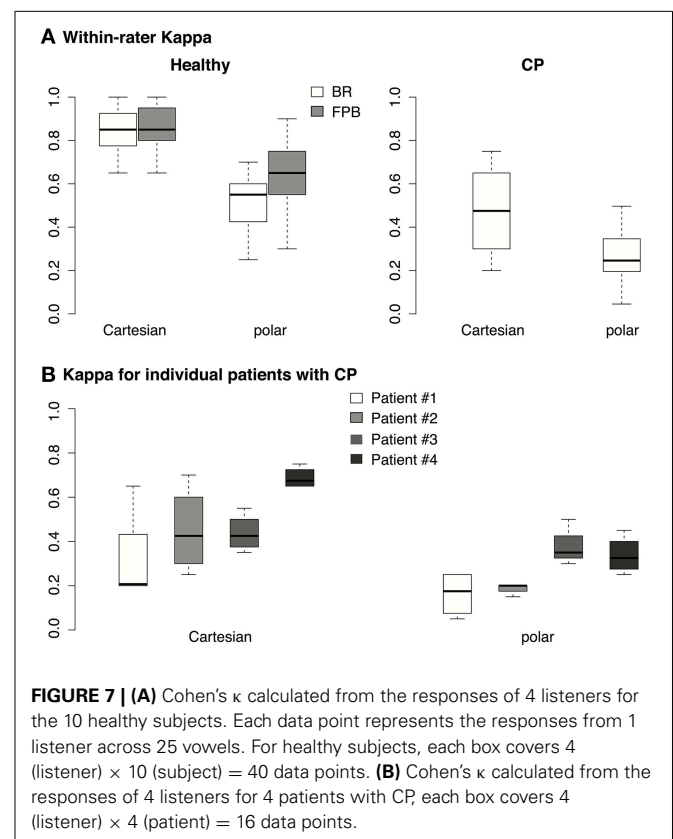 A Within-rater Kappa
Healthy
CP
BR
FPB
1.0
0.8
0.6
0.4
0.2
0.0
Cartesian
polar
1.0
0.8
0.6
0.4
0.2
0.0
Cartesian
polar
B Kappa for individual patients with CP
Patient #1
Patient #2
Patient #3
Patient #4
1.0
0.8
0.6
0.4
0.2
0.0
Cartesian
polar
FIGURE 7 | (A) Cohen's κ calculated from the responses of 4 listeners for
the 10 healthy subjects. Each data point represents the responses from 1
listener across 25 vowels. For healthy subjects, each box covers 4
(listener) × 10 (subject) = 40 data points. (B) Cohen's κ calculated from the
responses of 4 listeners for 4 patients with CP, each box covers 4
(listener) × 4 (patient) = 16 data points.